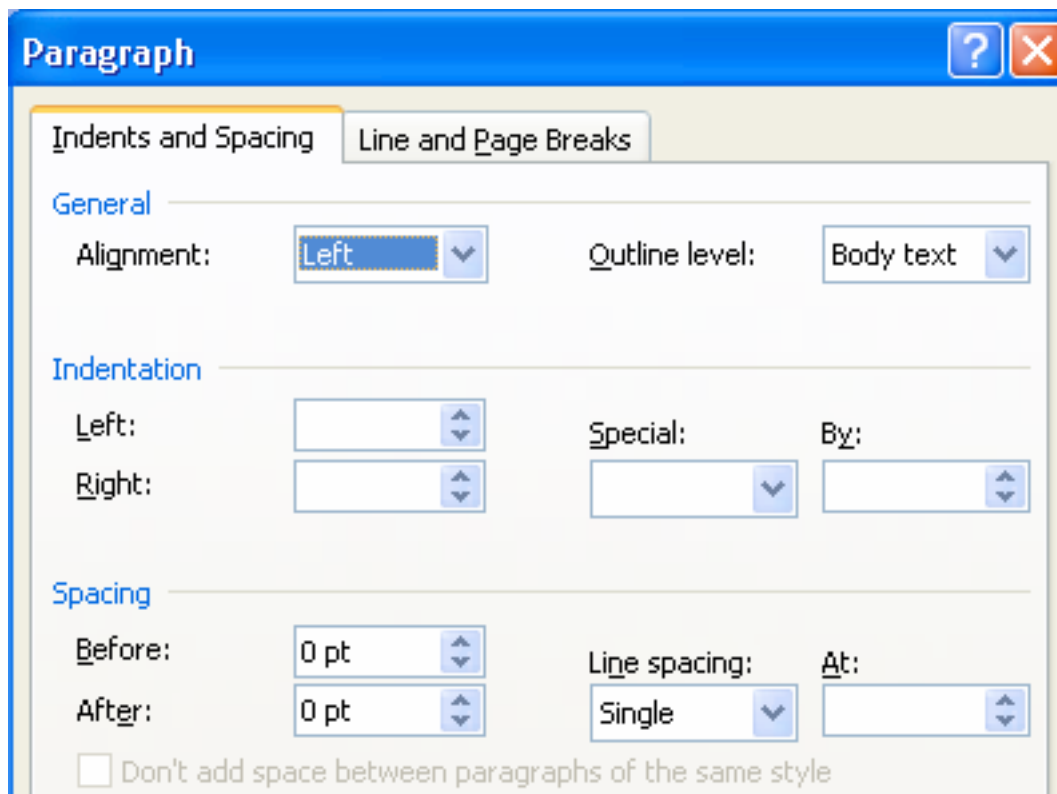 Paragraph
Indents and Spacing Line and Page Breaks
General
Alignment: Left Outline level: Body text
Indentation
Left:
Special: By:
Right:
Spacing
Before: 0 pt
Line spacing: At:
After: 0 pt Single
Don't add space between paragraphs of the same style